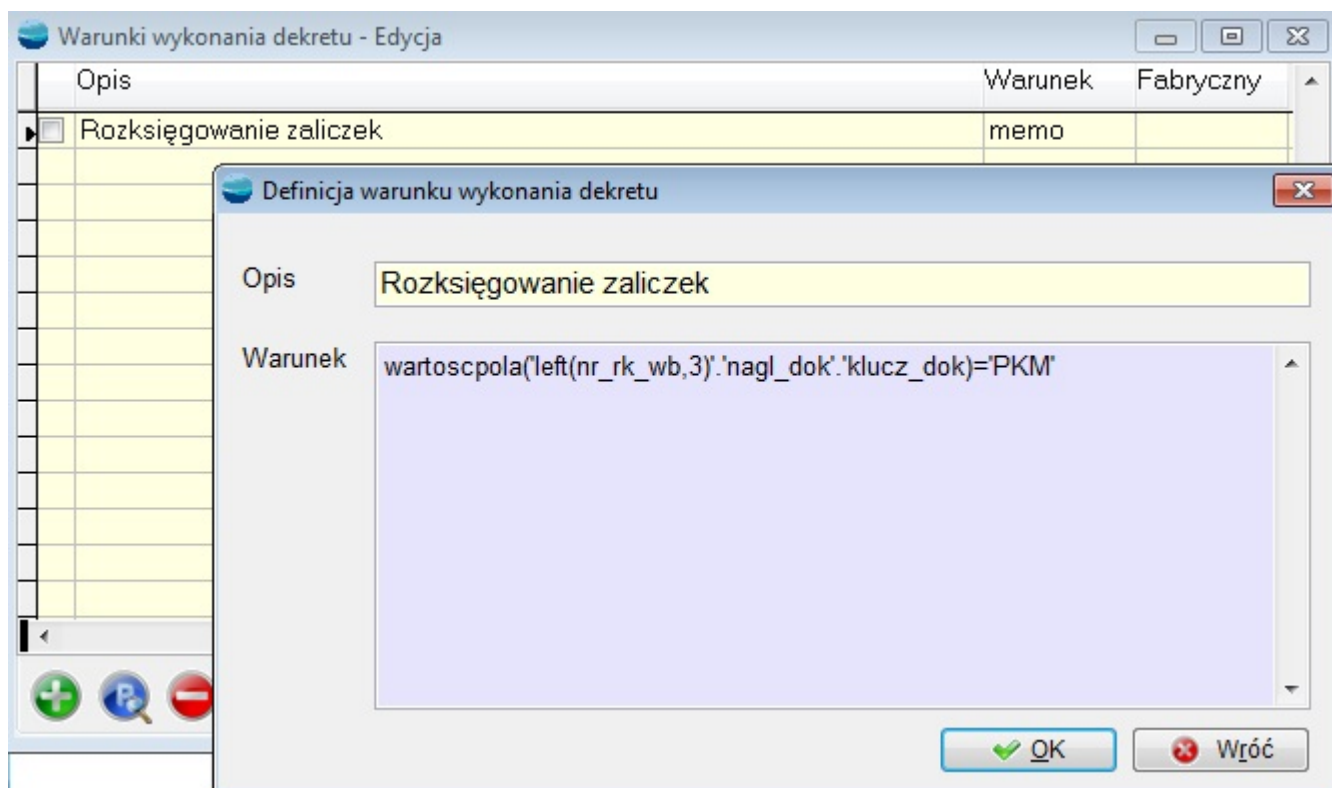 Warunki wykonania dekretu - Edycja
Opis Warunek Fabryczny
Rozksięgowanie zaliczek memo
Definicja warunku wykonania dekretu
Opis Rozksięgowanie zaliczek
Warunek wartoscpola('left(nr_rk_wb,3)'.'nagl_dok'.'klucz_dok)='PKM'
OK Wróć